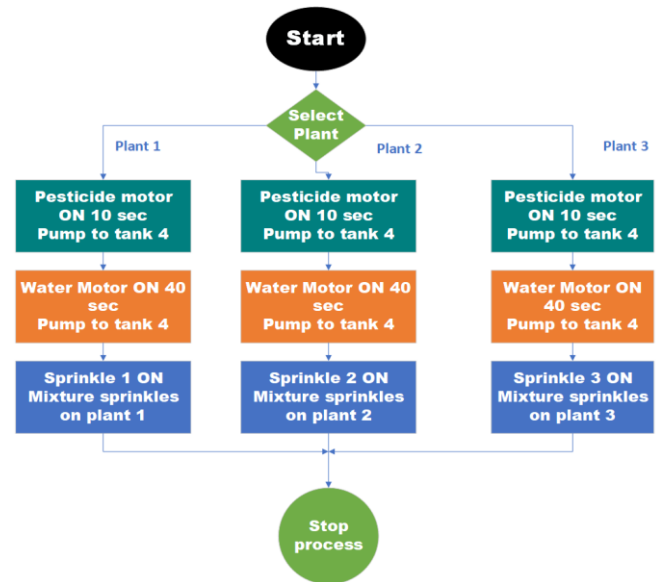 Start
Select
Plant
Plant 1
Plant 2
Plant 3
Pesticide motor
ON 10 sec
Pump to tank 4
Pesticide motor
ON 10 sec
Pump to tank 4
Pesticide motor
ON 10 sec
Pump to tank 4
Water Motor ON 40
sec
Pump to tank 4
Water Motor ON 40
sec
Pump to tank 4
Water Motor ON
40 sec
Pump to tank 4
Sprinkle 1 ON
Mixture sprinkles
on plant 1
Sprinkle 2 ON
Mixture sprinkles
on plant 2
Sprinkle 3 ON
Mixture sprinkles
on plant 3
Stop
process